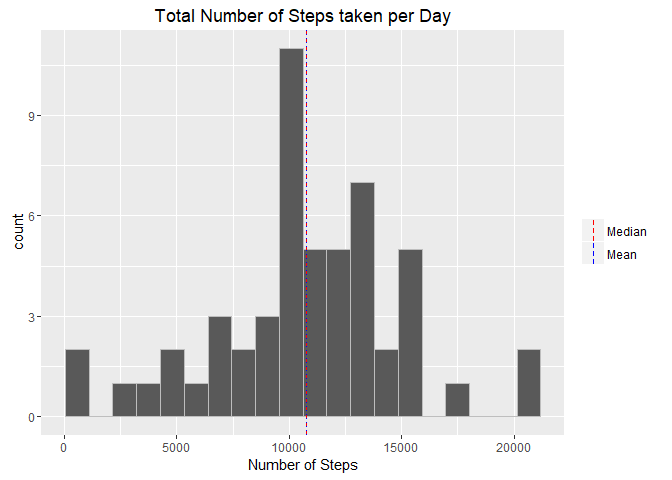 Total Number of Steps taken per Day
count
9
6
3
0
0 5000 10000 15000 20000
Number of Steps
Median
Mean